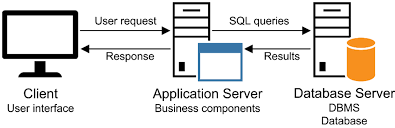 User request
SQL queries
Response
Results
Client
User interface
Application Server
Business components
Database Server
DBMS
Database